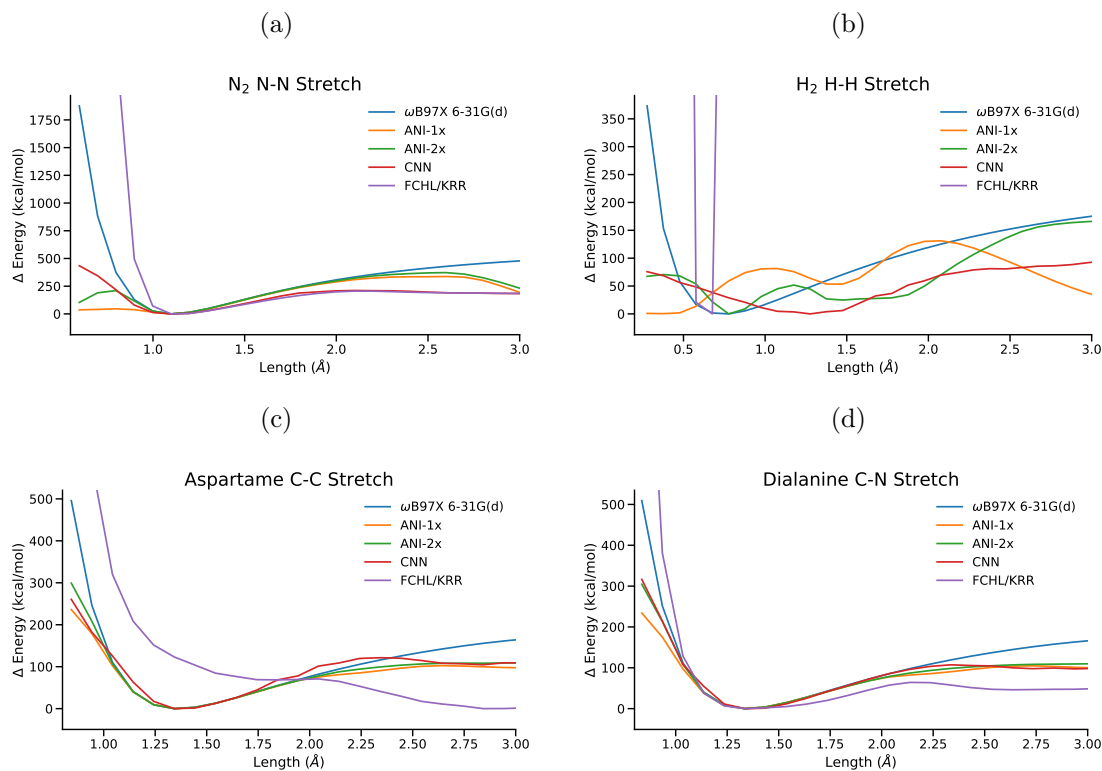 (a)
N₂ N-N Stretch
1750
1500
1250
1000
750
500
250
0
Δ Energy (kcal/mol)
ωB97X 6-31G(d)
ANI-1x
ANI-2x
CNN
FCHL/KRR
1.0
1.5
2.0
2.5
3.0
Length (Å)
(b)
H₂ H-H Stretch
350
300
250
200
150
100
50
0
Δ Energy (kcal/mol)
ωB97X 6-31G(d)
ANI-1x
ANI-2x
CNN
FCHL/KRR
0.5
1.0
1.5
2.0
2.5
3.0
Length (Å)
(c)
Aspartame C-C Stretch
500
400
300
200
100
0
Δ Energy (kcal/mol)
ωB97X 6-31G(d)
ANI-1x
ANI-2x
CNN
FCHL/KRR
1.00
1.25
1.50
1.75
2.00
2.25
2.50
2.75
3.00
Length (Å)
(d)
Dialanine C-N Stretch
500
400
300
200
100
0
Δ Energy (kcal/mol)
ωB97X 6-31G(d)
ANI-1x
ANI-2x
CNN
FCHL/KRR
1.00
1.25
1.50
1.75
2.00
2.25
2.50
2.75
3.00
Length (Å)